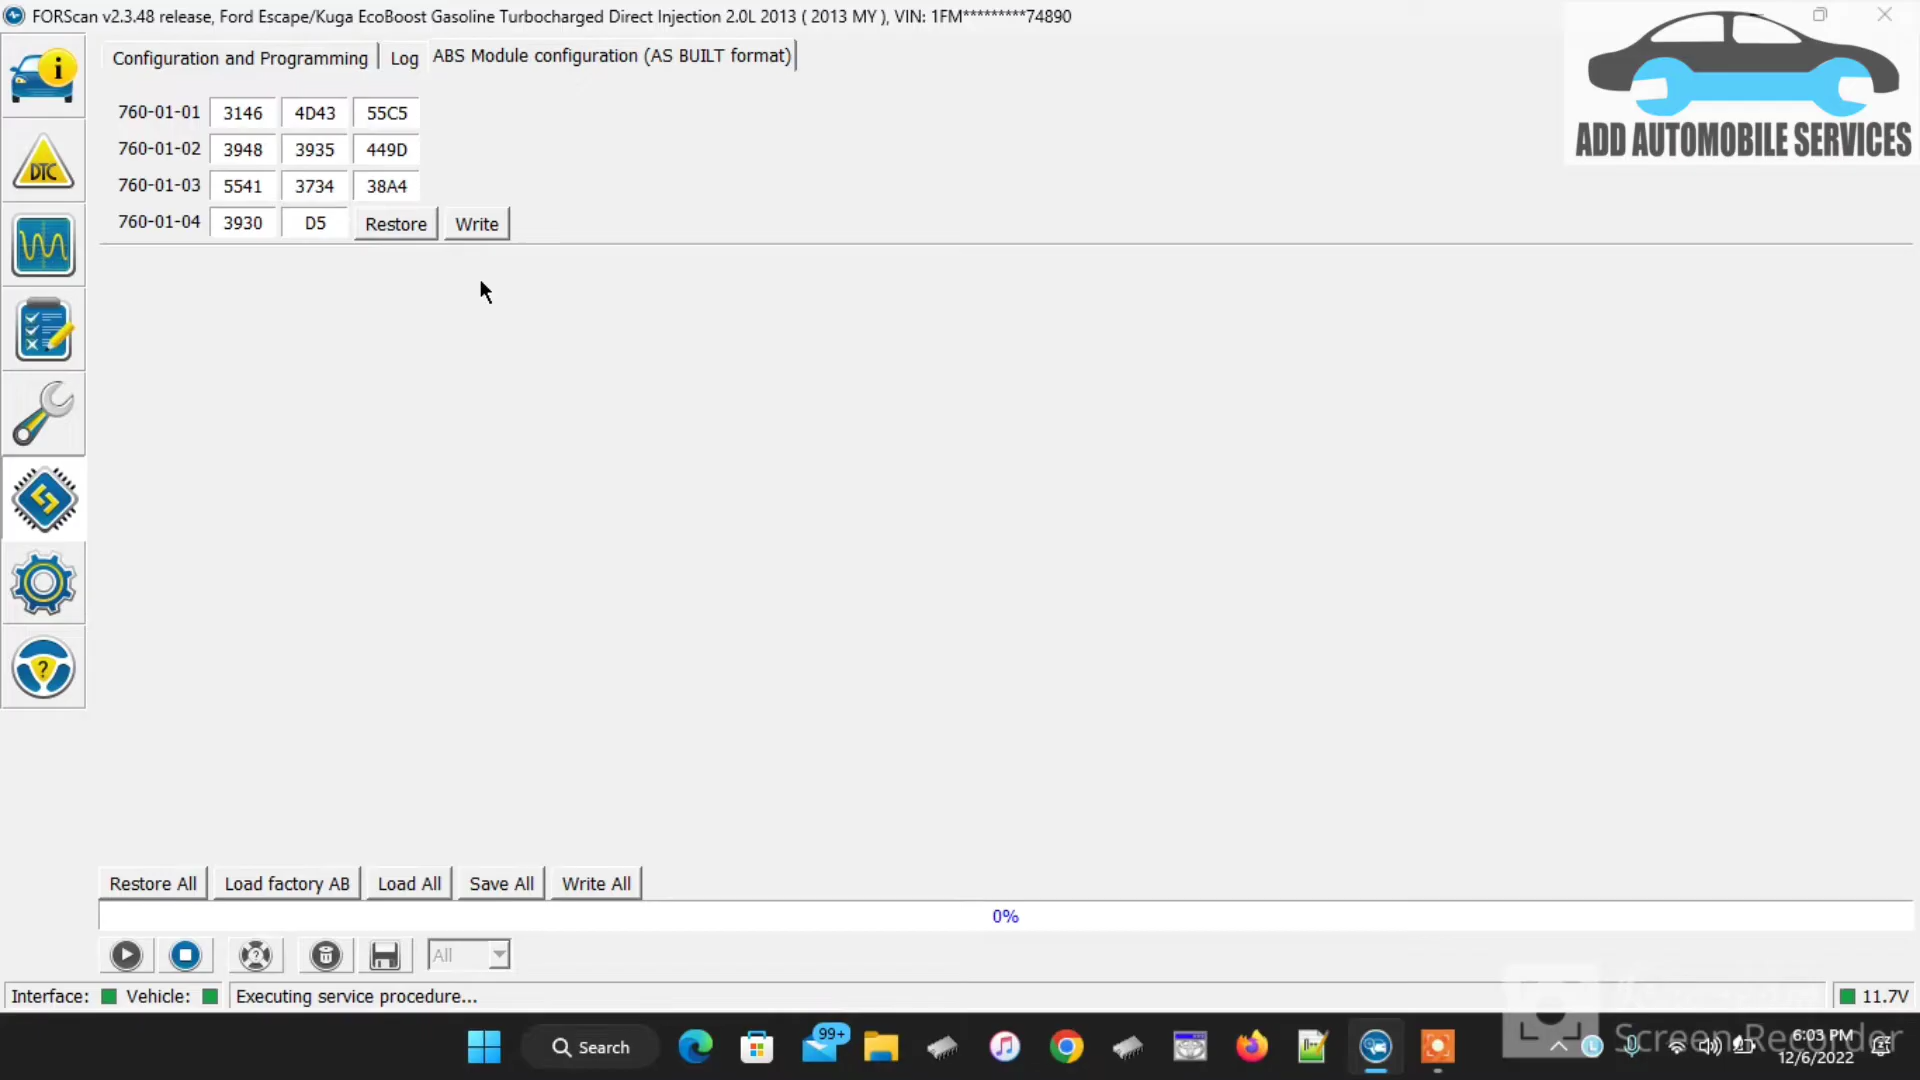 FORScan v2.3.48 release, Ford Escape/Kuga EcoBoost Gasoline Turbocharged Direct Injection 2.0L 2013 ( 2013 MY ), VIN: 1FM*********74890
Configuration and Programming Log ABS Module configuration (AS BUILT format)
ADD AUTOMOBILE SERVICES
760-01-01 3146 4D43 55C5
760-01-02 3948 3935 449D
760-01-03 5541 3734 38A4
760-01-04 3930 D5 Restore Write
i
DTC
?
Restore All Load factory AB Load All Save All Write All
0%
? All
Interface: Vehicle: Executing service procedure... 11.7V
Search 99+ L
Screen Recorder
6:03 PM
12/6/2022